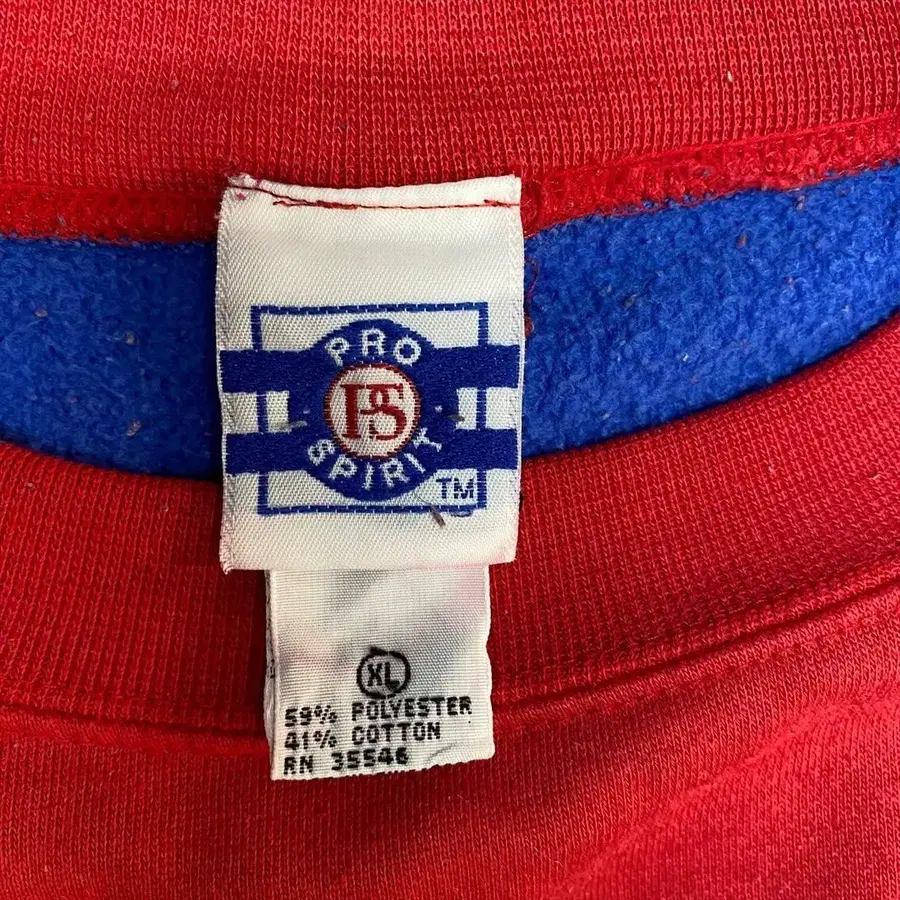 PRO
PS
SPIRIT
TM
XL
59% POLYESTER
41% COTTON
RN 35546